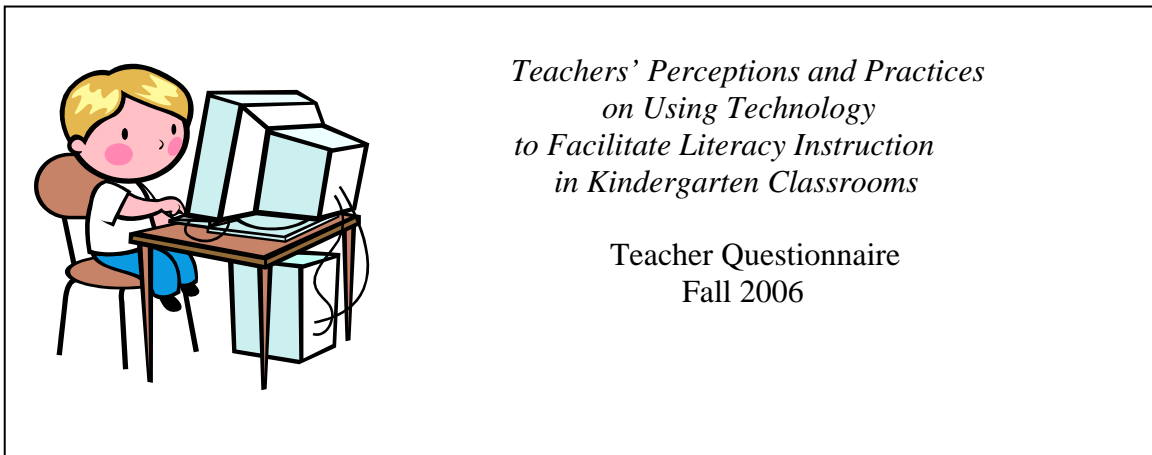 Teachers’ Perceptions and Practices
on Using Technology
to Facilitate Literacy Instruction
in Kindergarten Classrooms
Teacher Questionnaire
Fall 2006